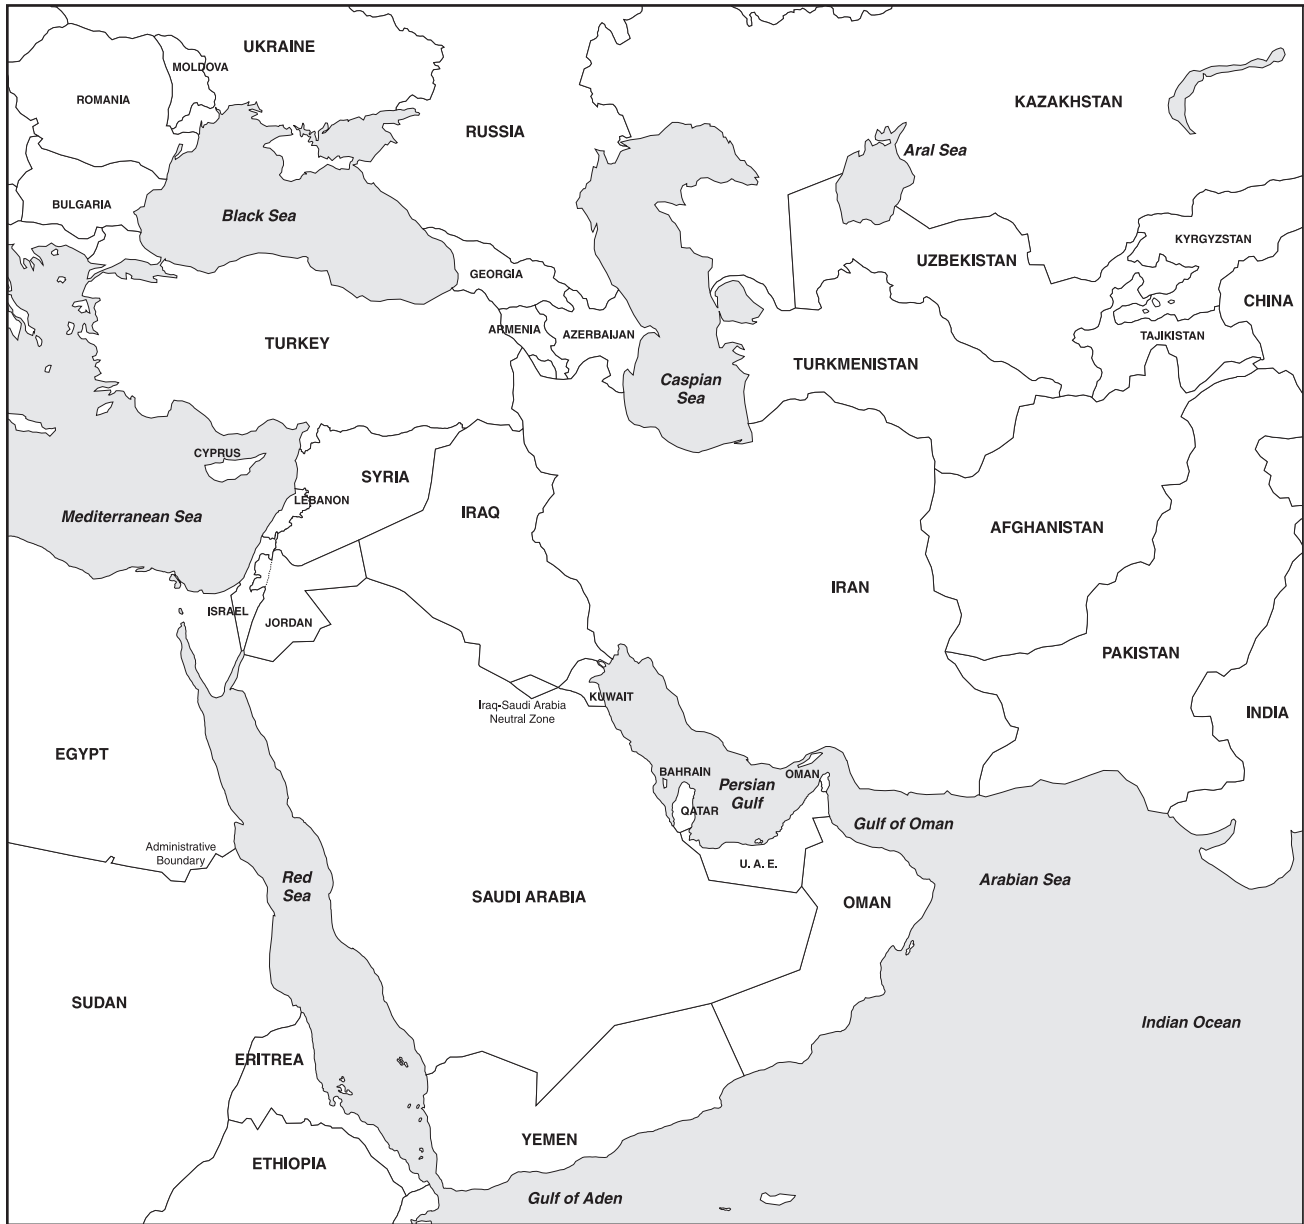 UKRAINE
MOLDOVA
ROMANIA
KAZAKHSTAN
RUSSIA
Aral Sea
BULGARIA
Black Sea
KYRGYZSTAN
UZBEKISTAN
GEORGIA
CHINA
ARMENIA
AZERBAIJAN
TAJIKISTAN
TURKEY
TURKMENISTAN
Caspian
Sea
CYPRUS
SYRIA
LEBANON
IRAQ
Mediterranean Sea
AFGHANISTAN
IRAN
ISRAEL
JORDAN
PAKISTAN
KUWAIT
Iraq-Saudi Arabia
Neutral Zone
INDIA
EGYPT
BAHRAIN
OMAN
Persian
Gulf
QATAR
Gulf of Oman
Administrative
Boundary
U. A. E.
Red
Sea
Arabian Sea
SAUDI ARABIA
OMAN
SUDAN
Indian Ocean
ERITREA
YEMEN
ETHIOPIA
Gulf of Aden